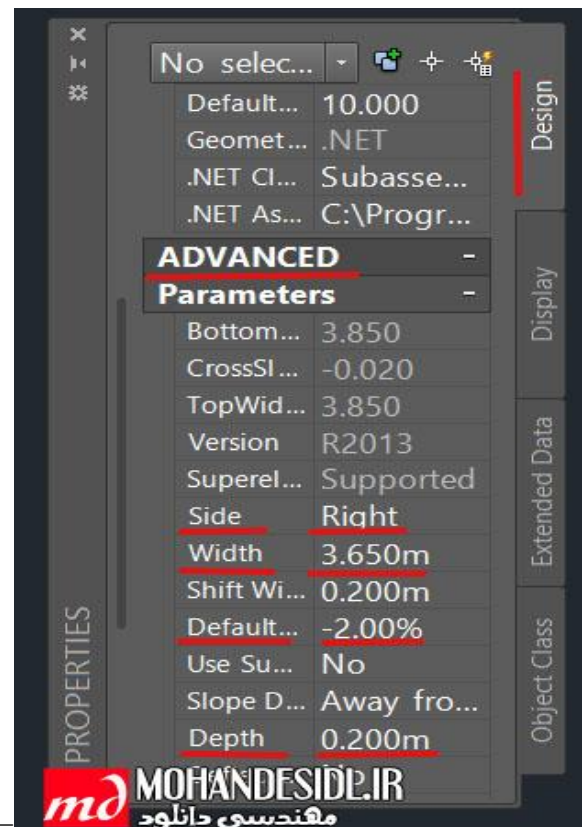 No selec...
Default... 10.000
Geomet... .NET
.NET Cl... Subasse...
.NET As... C:\Progr...
ADVANCED
Parameters
Bottom... 3.850
CrossSl... -0.020
TopWid... 3.850
Version R2013
Superel... Supported
Side Right
Width 3.650m
Shift Wi... 0.200m
Default... -2.00%
Use Su... No
Slope D... Away fro...
Depth 0.200m
Design
Display
Extended Data
Object Class
PROPERTIES
md MOHANDESIDL.IR
مهندسی دانلود